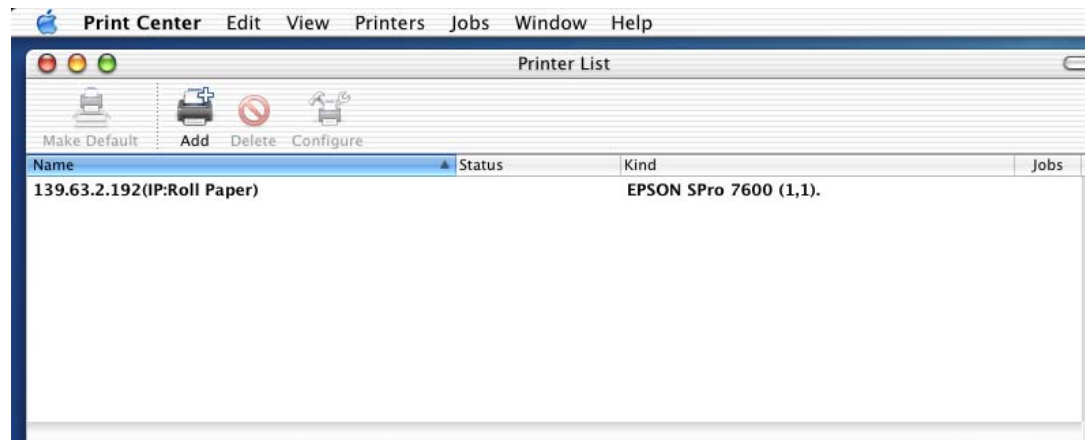 Print Center Edit View Printers Jobs Window Help
Printer List
Make Default Add Delete Configure
Name Status Kind Jobs
139.63.2.192(IP:Roll Paper) EPSON SPro 7600 (1,1).